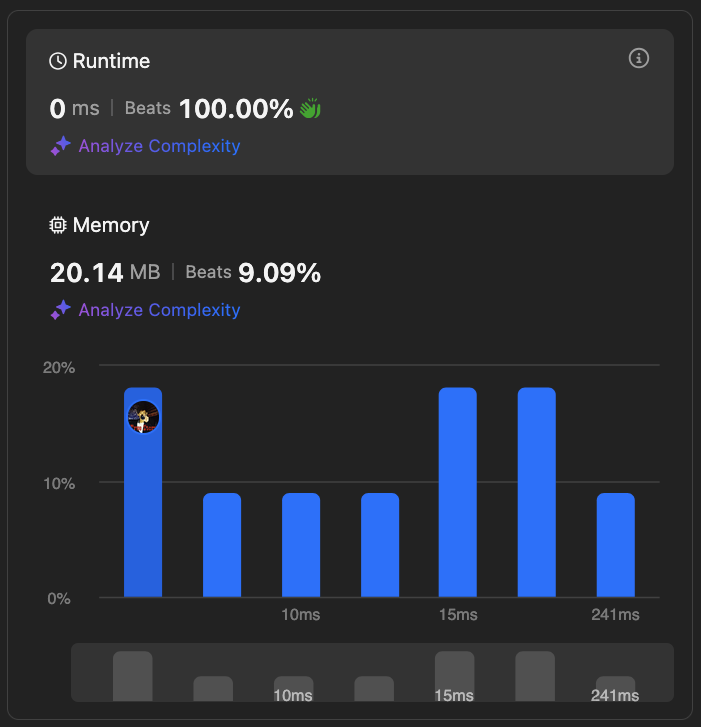 Runtime
0 ms | Beats 100.00%
Analyze Complexity
Memory
20.14 MB | Beats 9.09%
Analyze Complexity
20%
10%
0%
10ms 15ms 241ms
10ms 15ms 241ms